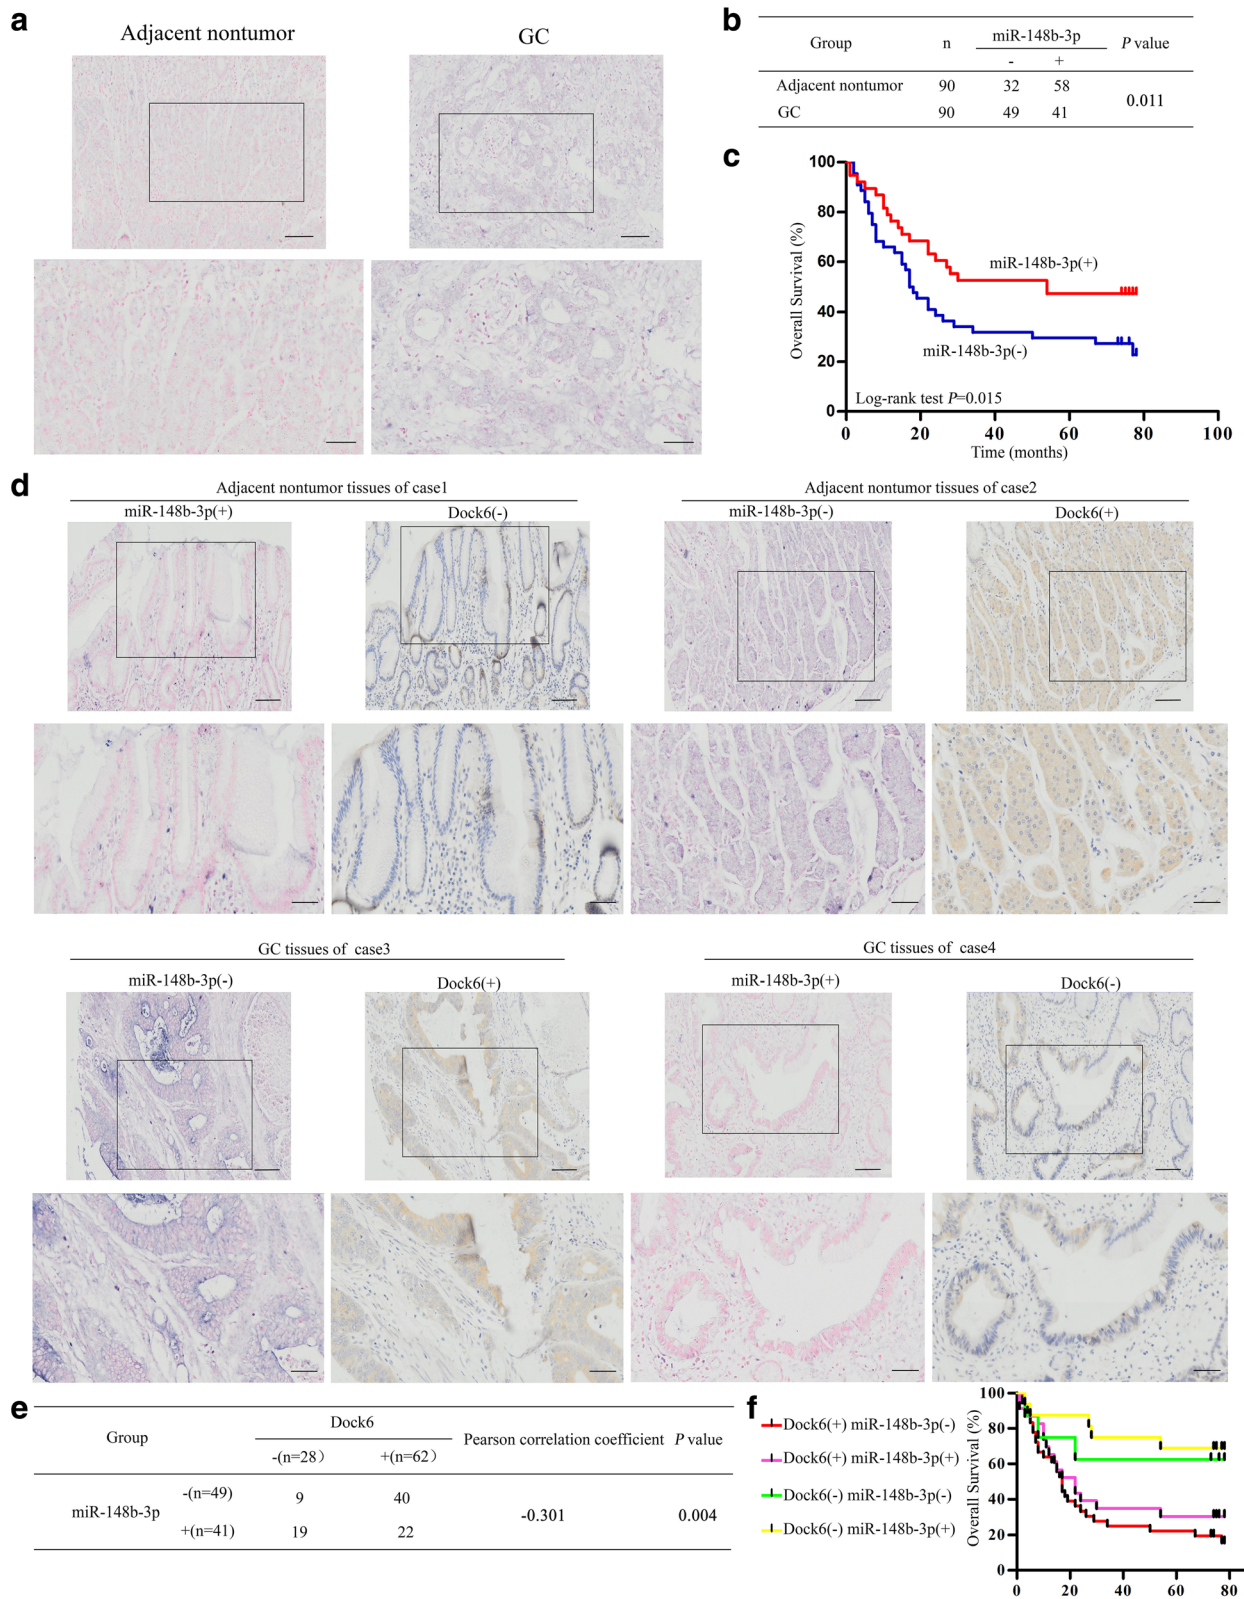 a
Adjacent nontumor
GC
b
Group n miR-148b-3p P value
- +
Adjacent nontumor 90 32 58
0.011
GC 90 49 41
c
100
80
60
40
20
0
Overall Survival (%)
miR-148b-3p(+)
miR-148b-3p(-)
Log-rank test P=0.015
0 20 40 60 80 100
Time (months)
d
Adjacent nontumor tissues of case1
miR-148b-3p(+) Dock6(-)
Adjacent nontumor tissues of case2
miR-148b-3p(-) Dock6(+)
GC tissues of case3
miR-148b-3p(-) Dock6(+)
GC tissues of case4
miR-148b-3p(+) Dock6(-)
e
Group Dock6 Pearson correlation coefficient P value
-(n=28) +(n=62)
miR-148b-3p
-(n=49) 9 40
-0.301 0.004
+(n=41) 19 22
f
Dock6(+) miR-148b-3p(-)
Dock6(+) miR-148b-3p(+)
Dock6(-) miR-148b-3p(-)
Dock6(-) miR-148b-3p(+)
100
80
60
40
20
0
Overall Survival (%)
0 20 40 60 80